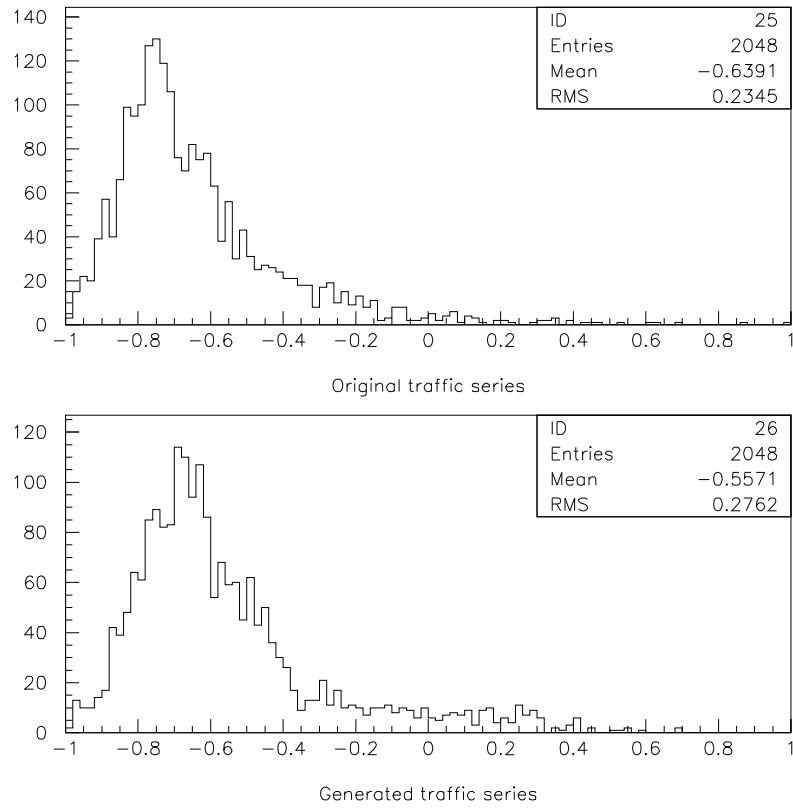 ID 25
Entries 2048
Mean −0.6391
RMS 0.2345
140
120
100
80
60
40
20
0
−1 −0.8 −0.6 −0.4 −0.2 0 0.2 0.4 0.6 0.8 1
Original traffic series
ID 26
Entries 2048
Mean −0.5571
RMS 0.2762
120
100
80
60
40
20
0
−1 −0.8 −0.6 −0.4 −0.2 0 0.2 0.4 0.6 0.8 1
Generated traffic series